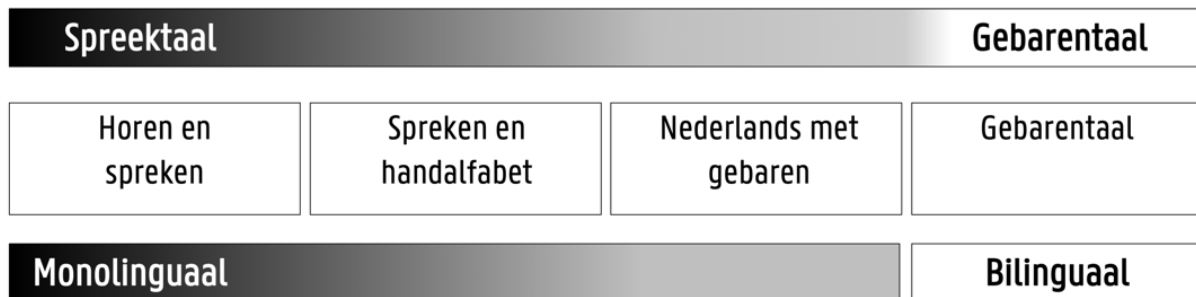 Spreektaal Gebarentaal
Horen en
spreken
Spreken en
handalfabet
Nederlands met
gebaren
Gebarentaal
Monolinguaal Bilinguaal